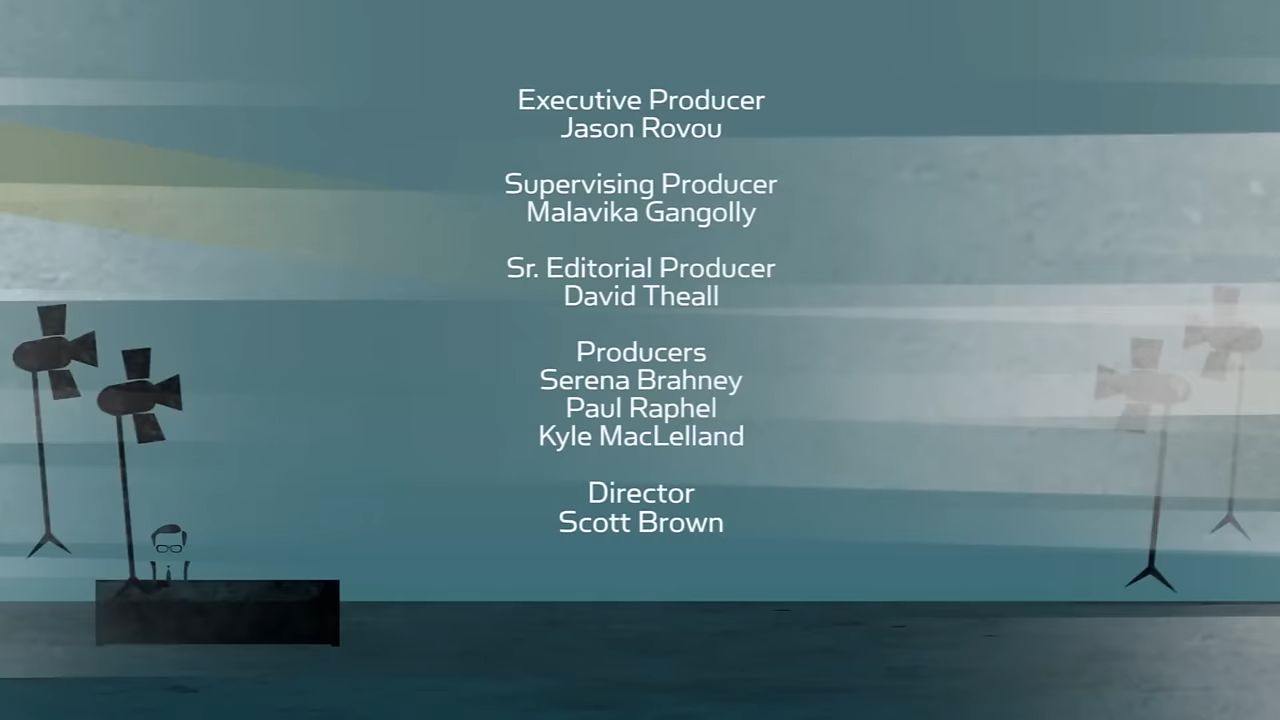 Executive Producer
Jason Rovou
Supervising Producer
Malavika Gangolly
Sr. Editorial Producer
David Theall
Producers
Serena Brahney
Paul Raphel
Kyle MacLelland
Director
Scott Brown